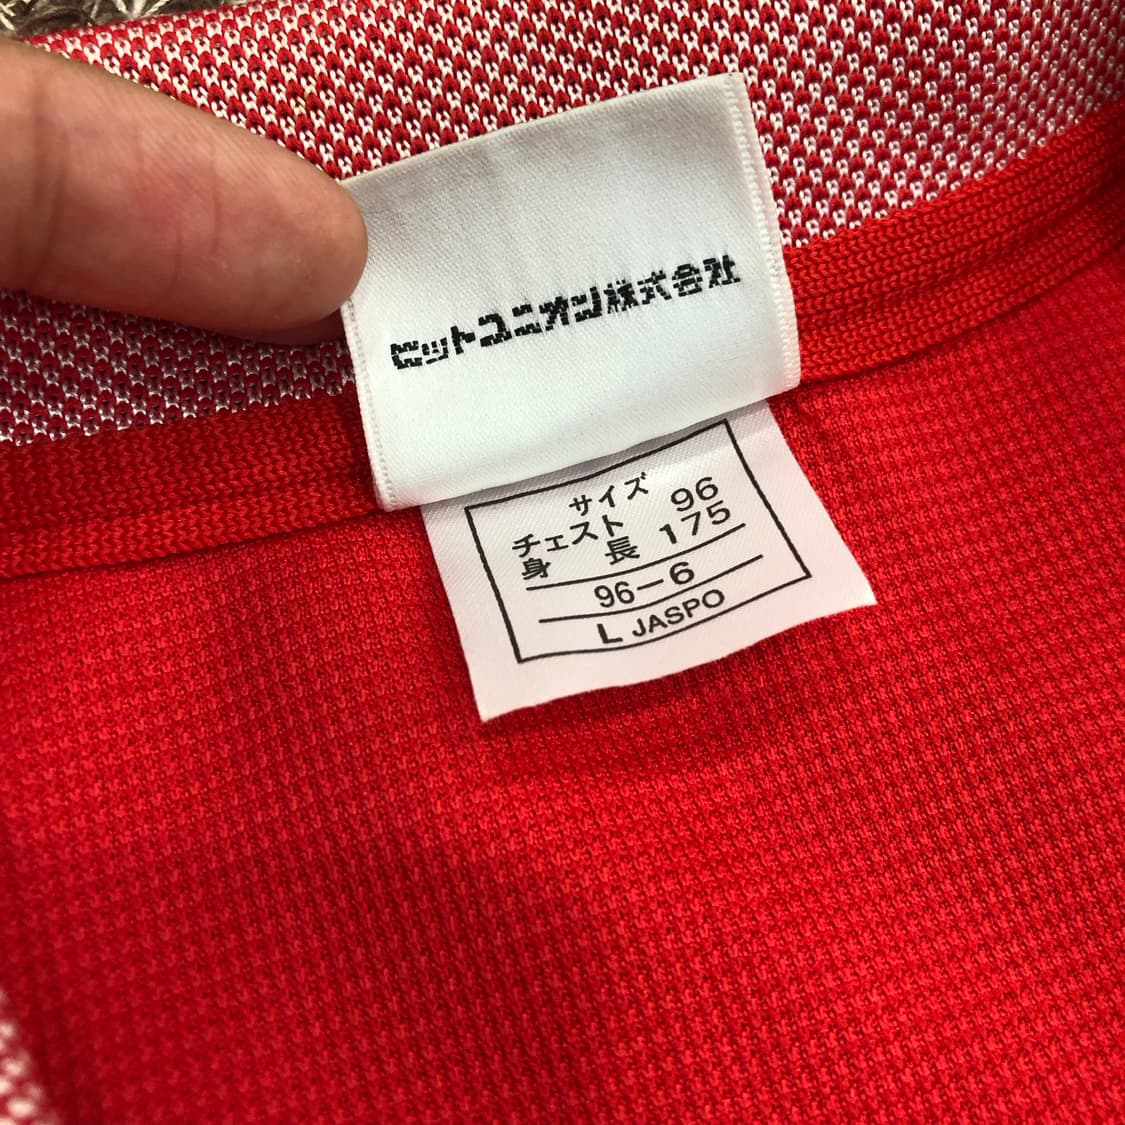 ヒットユニオン株式会社
サイズ
チェスト 96
身長 175
96-6
L JASPO